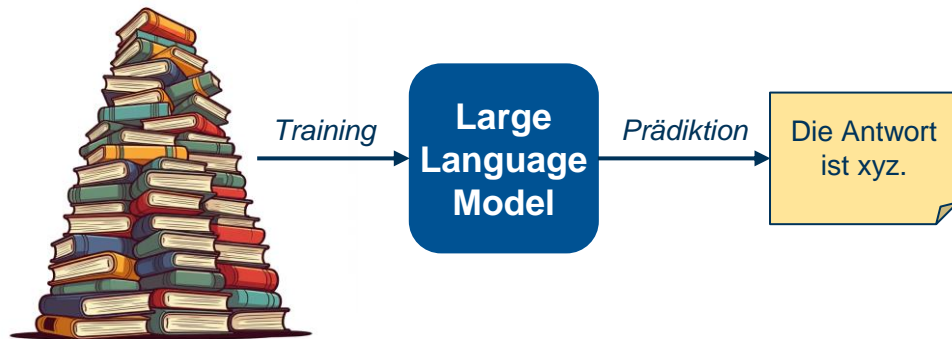 Training
Large
Language
Model
Prädiktion
Die Antwort
ist xyz.